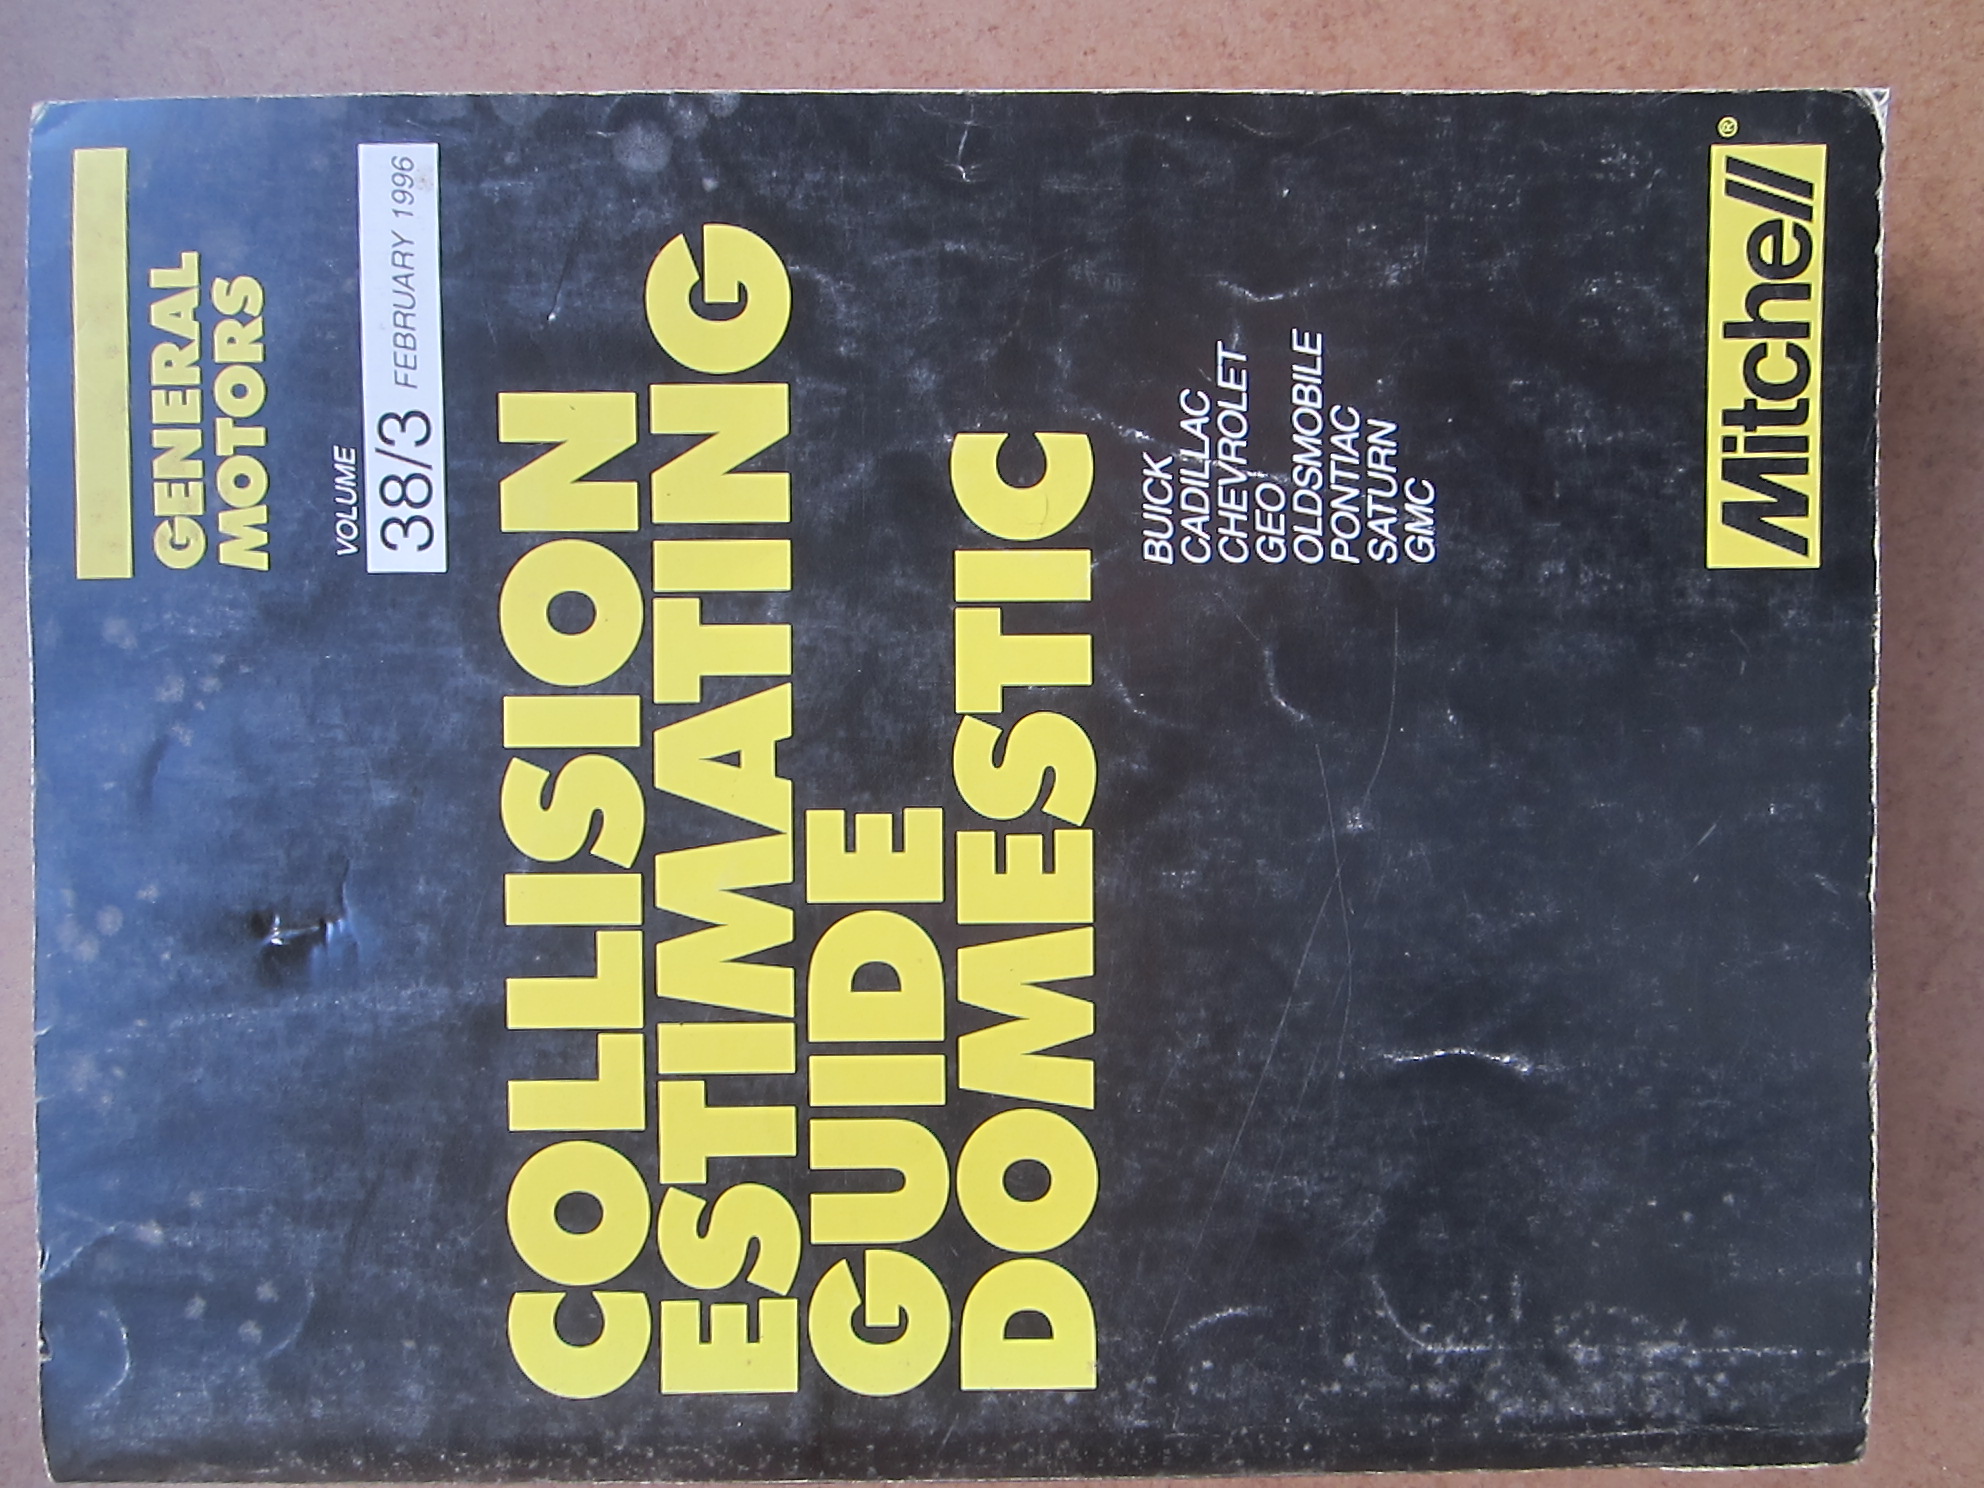 GENERAL
MOTORS
VOLUME
38/3 FEBRUARY 1996
COLLISION
ESTIMATING
GUIDE
DOMESTIC
BUICK
CADILLAC
CHEVROLET
GEO
OLDSMOBILE
PONTIAC
SATURN
GMC
Mitchell®